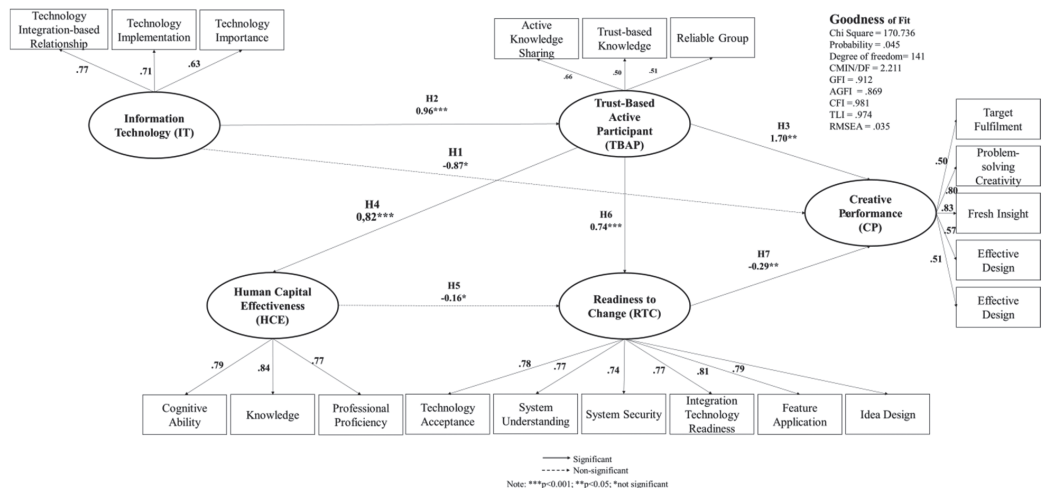 Technology
Integration-based
Relationship
Technology
Implementation
Technology
Importance
.77
.71
.63
Information
Technology (IT)
Active
Knowledge
Sharing
Trust-based
Knowledge
Reliable Group
.66
.50
.51
Trust-Based
Active
Participant
(TBAP)
Goodness of Fit
Chi Square = 170.736
Probability = .045
Degree of freedom= 141
CMIN/DF = 2.211
GFI = .912
AGFI = .869
CFI =.981
TLI = .974
RMSEA = .035
H2
0.96***
H1
-0.87*
H3
1.70**
H4
0,82***
H6
0.74***
H7
-0.29**
H5
-0.16*
Creative
Performance
(CP)
.50
.80
.83
.57
.51
Target
Fulfilment
Problem-
solving
Creativity
Fresh Insight
Effective
Design
Effective
Design
Human Capital
Effectiveness
(HCE)
Readiness to
Change (RTC)
.79
.84
.77
.78
.77
.74
.77
.81
.79
Cognitive
Ability
Knowledge
Professional
Proficiency
Technology
Acceptance
System
Understanding
System Security
Integration
Technology
Readiness
Feature
Application
Idea Design
Significant
Non-significant
Note: ***p<0.001; **p<0.05; *not significant